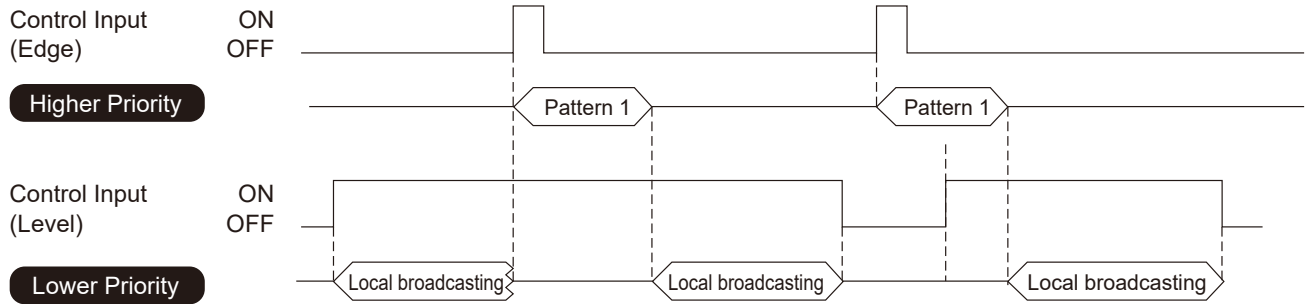 Control Input ON
(Edge) OFF
Higher Priority Pattern 1 Pattern 1
Control Input ON
(Level) OFF
Lower Priority Local broadcasting Local broadcasting Local broadcasting